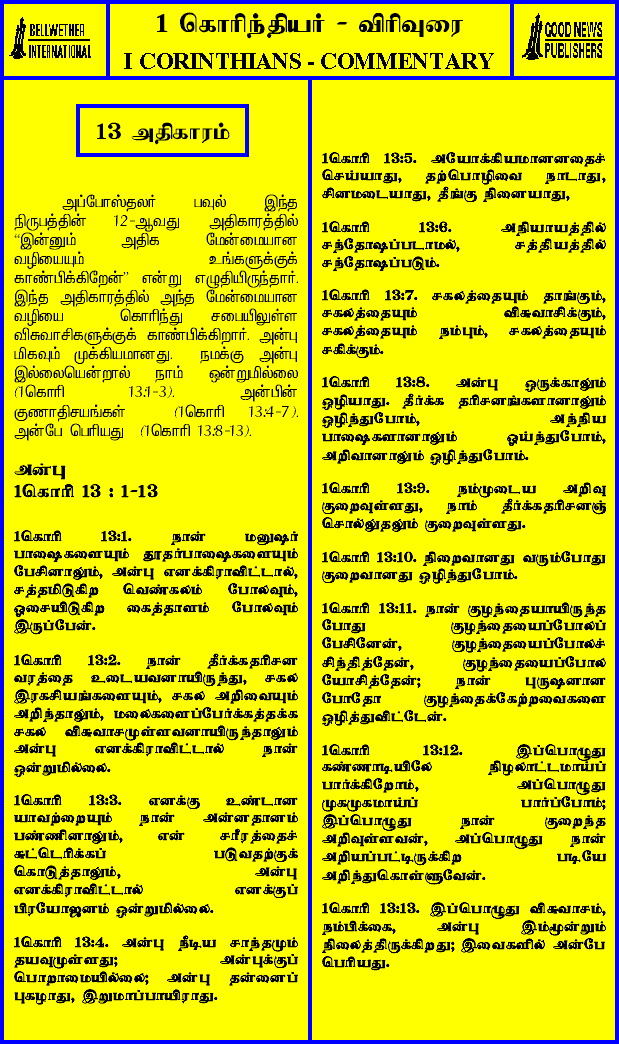 BELLWETHER
INTERNATIONAL
1 கொரிந்தியர் - விரிவுரை
I CORINTHIANS - COMMENTARY
GOOD NEWS
PUBLISHERS
13 அதிகாரம்
அப்போஸ்தலர் பவுல் இந்த
நிருபத்தின் 12-ஆவது அதிகாரத்தில்
“இன்னும் அதிக மேன்மையான
வழியையும் உங்களுக்குக்
காண்பிக்கிறேன்” என்று எழுதியிருந்தார்.
இந்த அதிகாரத்தில் அந்த மேன்மையான
வழியை கொரிந்து சபையிலுள்ள
விசுவாசிகளுக்குக் காண்பிக்கிறார். அன்பு
மிகவும் முக்கியமானது. நமக்கு அன்பு
இல்லையென்றால் நாம் ஒன்றுமில்லை
(1கொரி 13:1-3). அன்பின்
குணாதிசயங்கள் (1கொரி 13:4-7).
அன்பே பெரியது (1கொரி 13:8-13).
அன்பு
1கொரி 13 : 1-13
1கொரி 13:1. நான் மனுஷர்
பாஷைகளையும் தூதர்பாஷைகளையும்
பேசினாலும், அன்பு எனக்கிராவிட்டால்,
சத்தமிடுகிற வெண்கலம் போலவும்,
ஓசையிடுகிற கைத்தாளம் போலவும்
இருப்பேன்.
1கொரி 13:2. நான் தீர்க்கதரிசன
வரத்தை உடையவனாயிருந்து, சகல
இரகசியங்களையும், சகல அறிவையும்
அறிந்தாலும், மலைகளைப்பேர்க்கத்தக்க
சகல விசுவாசமுள்ளவனாயிருந்தாலும்
அன்பு எனக்கிராவிட்டால் நான்
ஒன்றுமில்லை.
1கொரி 13:3. எனக்கு உண்டான
யாவற்றையும் நான் அன்னதானம்
பண்ணினாலும், என் சரீரத்தைச்
சுட்டெரிக்கப் படுவதற்குக்
கொடுத்தாலும், அன்பு
எனக்கிராவிட்டால் எனக்குப்
பிரயோஜனம் ஒன்றுமில்லை.
1கொரி 13:4. அன்பு நீடிய சாந்தமும்
தயவுமுள்ளது; அன்புக்குப்
பொறாமையில்லை; அன்பு தன்னைப்
புகழாது, இறுமாப்பாயிராது.
1கொரி 13:5. அயோக்கியமானனதைச்
செய்யாது, தற்பொழிவை நாடாது,
சினமடையாது, தீங்கு நினையாது,
1கொரி 13:6. அநியாயத்தில்
சந்தோஷப்படாமல், சத்தியத்தில்
சந்தோஷப்படும்.
1கொரி 13:7. சகலத்தையும் தாங்கும்,
சகலத்தையும் விசுவாசிக்கும்,
சகலத்தையும் நம்பும், சகலத்தையும்
சகிக்கும்.
1கொரி 13:8. அன்பு ஒருக்காலும்
ஒழியாது. தீர்க்க தரிசனங்களானாலும்
ஒழிந்துபோம், அந்நிய
பாஷைகளானாலும் ஓய்ந்துபோம்,
அறிவானாலும் ஒழிந்துபோம்.
1கொரி 13:9. நம்முடைய அறிவு
குறைவுள்ளது, நாம் தீர்க்கதரிசனஞ்
சொல்லுதலும் குறைவுள்ளது.
1கொரி 13:10. நிறைவானது வரும்போது
குறைவானது ஒழிந்துபோம்.
1கொரி 13:11. நான் குழந்தையாயிருந்த
போது குழந்தையைப்போலப்
பேசினேன், குழந்தையைப்போலச்
சிந்தித்தேன், குழந்தையைப்போல
யோசித்தேன்; நான் புருஷனான
போதோ குழந்தைக்கேற்றவைகளை
ஒழித்துவிட்டேன்.
1கொரி 13:12. இப்பொழுது
கண்ணாடியிலே நிழலாட்டமாய்ப்
பார்க்கிறோம், அப்பொழுது
முகமுகமாய்ப் பார்ப்போம்;
இப்பொழுது நான் குறைந்த
அறிவுள்ளவன், அப்பொழுது நான்
அறியப்பட்டிருக்கிற படியே
அறிந்துகொள்ளுவேன்.
1கொரி 13:13. இப்பொழுது விசுவாசம்,
நம்பிக்கை, அன்பு இம்மூன்றும்
நிலைத்திருக்கிறது; இவைகளில் அன்பே
பெரியது.